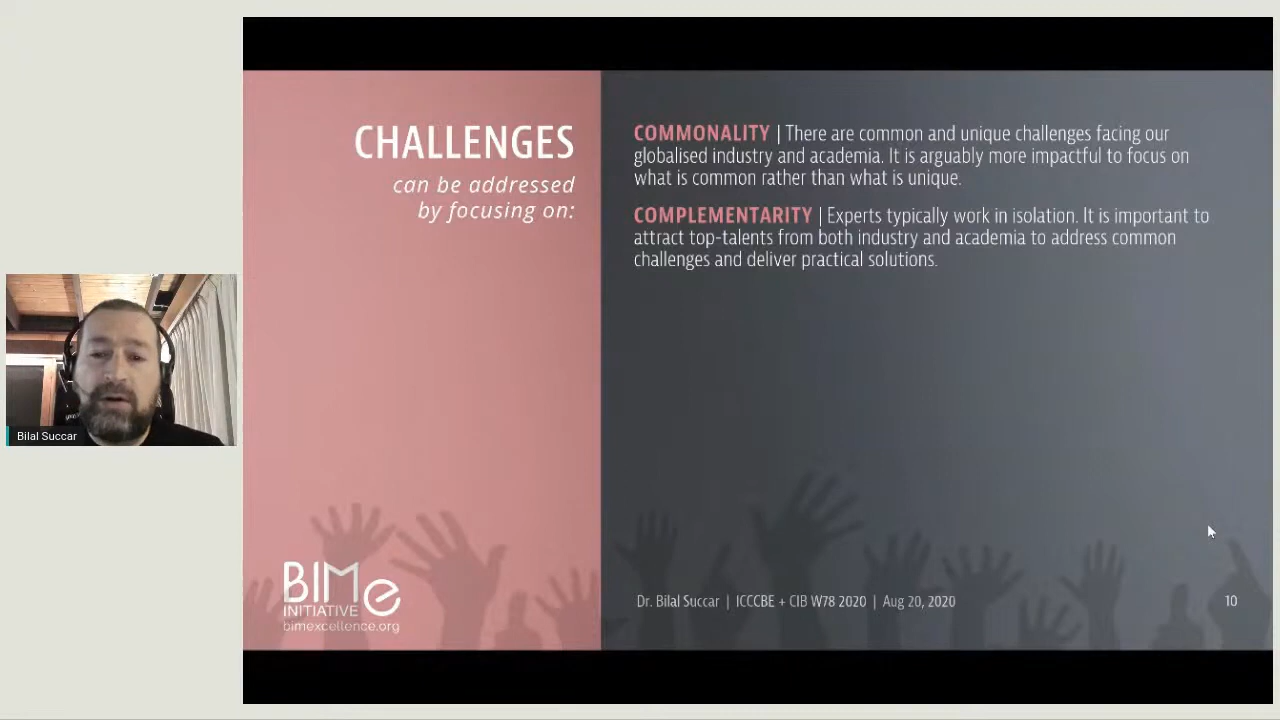 CHALLENGES
can be addressed
by focusing on:
COMMONALITY | There are common and unique challenges facing our
globalised industry and academia. It is arguably more impactful to focus on
what is common rather than what is unique.
COMPLEMENTARITY | Experts typically work in isolation. It is important to
attract top-talents from both industry and academia to address common
challenges and deliver practical solutions.
Bilal Succar
BIMe
INITIATIVE
bimexcellence.org
Dr. Bilal Succar | ICCCBE + CIB W78 2020 | Aug 20, 2020
10